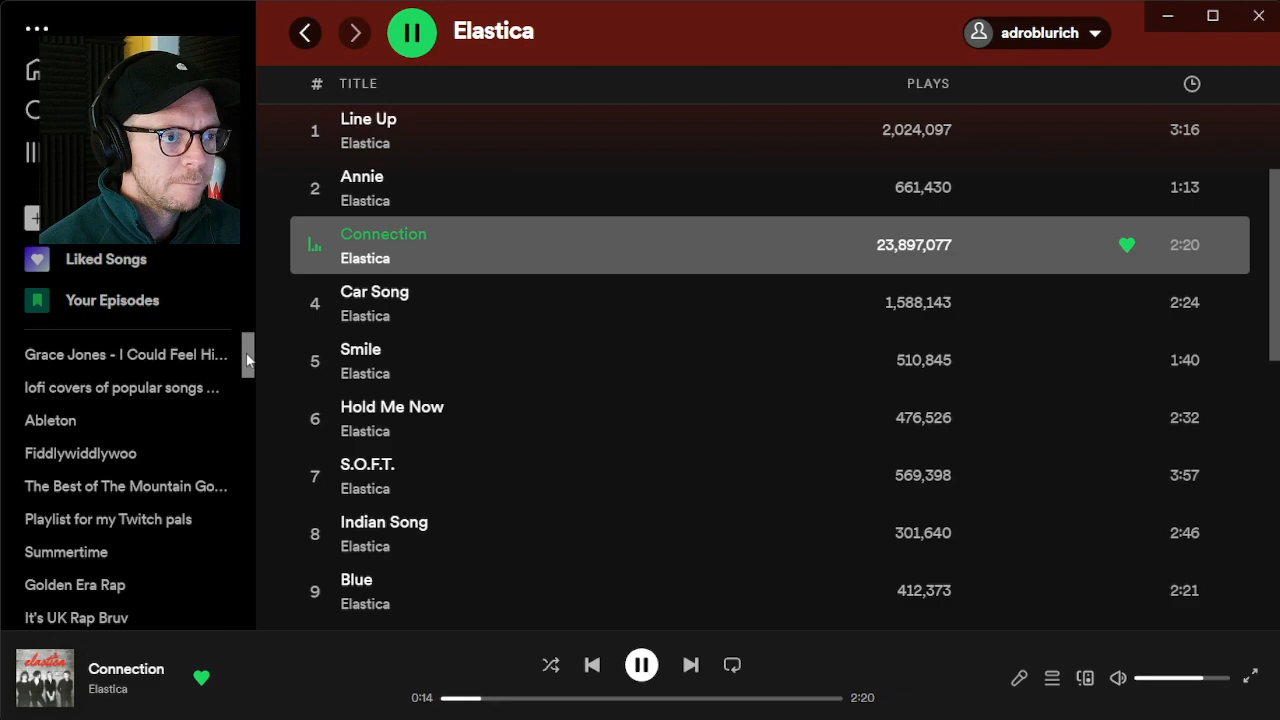 Elastica
adroblurich
# TITLE PLAYS
1 Line Up 2,024,097 3:16
Elastica
2 Annie 661,430 1:13
Elastica
Connection 23,897,077 2:20
Elastica
4 Car Song 1,588,143 2:24
Elastica
5 Smile 510,845 1:40
Elastica
6 Hold Me Now 476,526 2:32
Elastica
7 S.O.F.T. 569,398 3:57
Elastica
8 Indian Song 301,640 2:46
Elastica
9 Blue 412,373 2:21
Elastica
Liked Songs
Your Episodes
Grace Jones - I Could Feel Hi...
lofi covers of popular songs ...
Ableton
Fiddlywiddlywoo
The Best of The Mountain Go...
Playlist for my Twitch pals
Summertime
Golden Era Rap
It's UK Rap Bruv
elastica
Connection
Elastica
0:14 2:20